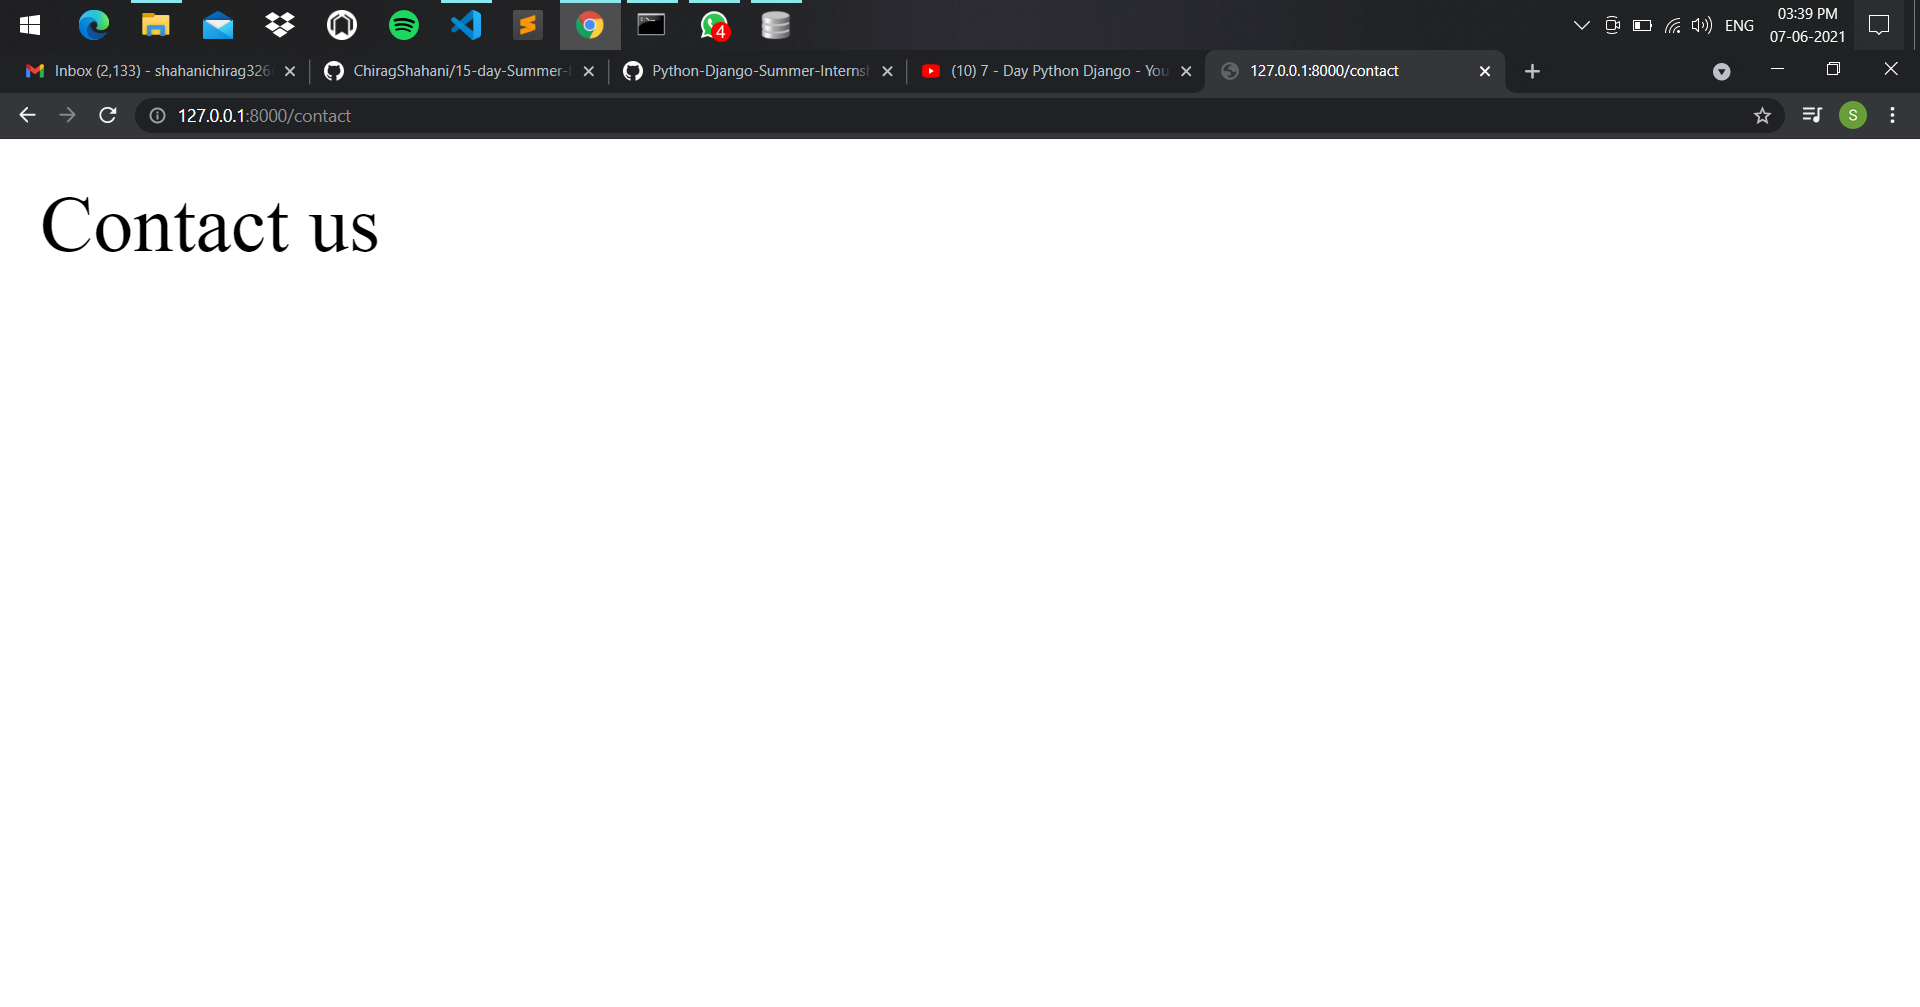 4
ENG
03:39 PM
07-06-2021
Inbox (2,133) - shahanichirag326
ChiragShahani/15-day-Summer-
Python-Django-Summer-Interns
(10) 7 - Day Python Django - You
127.0.0.1:8000/contact
127.0.0.1:8000/contact
S
Contact us